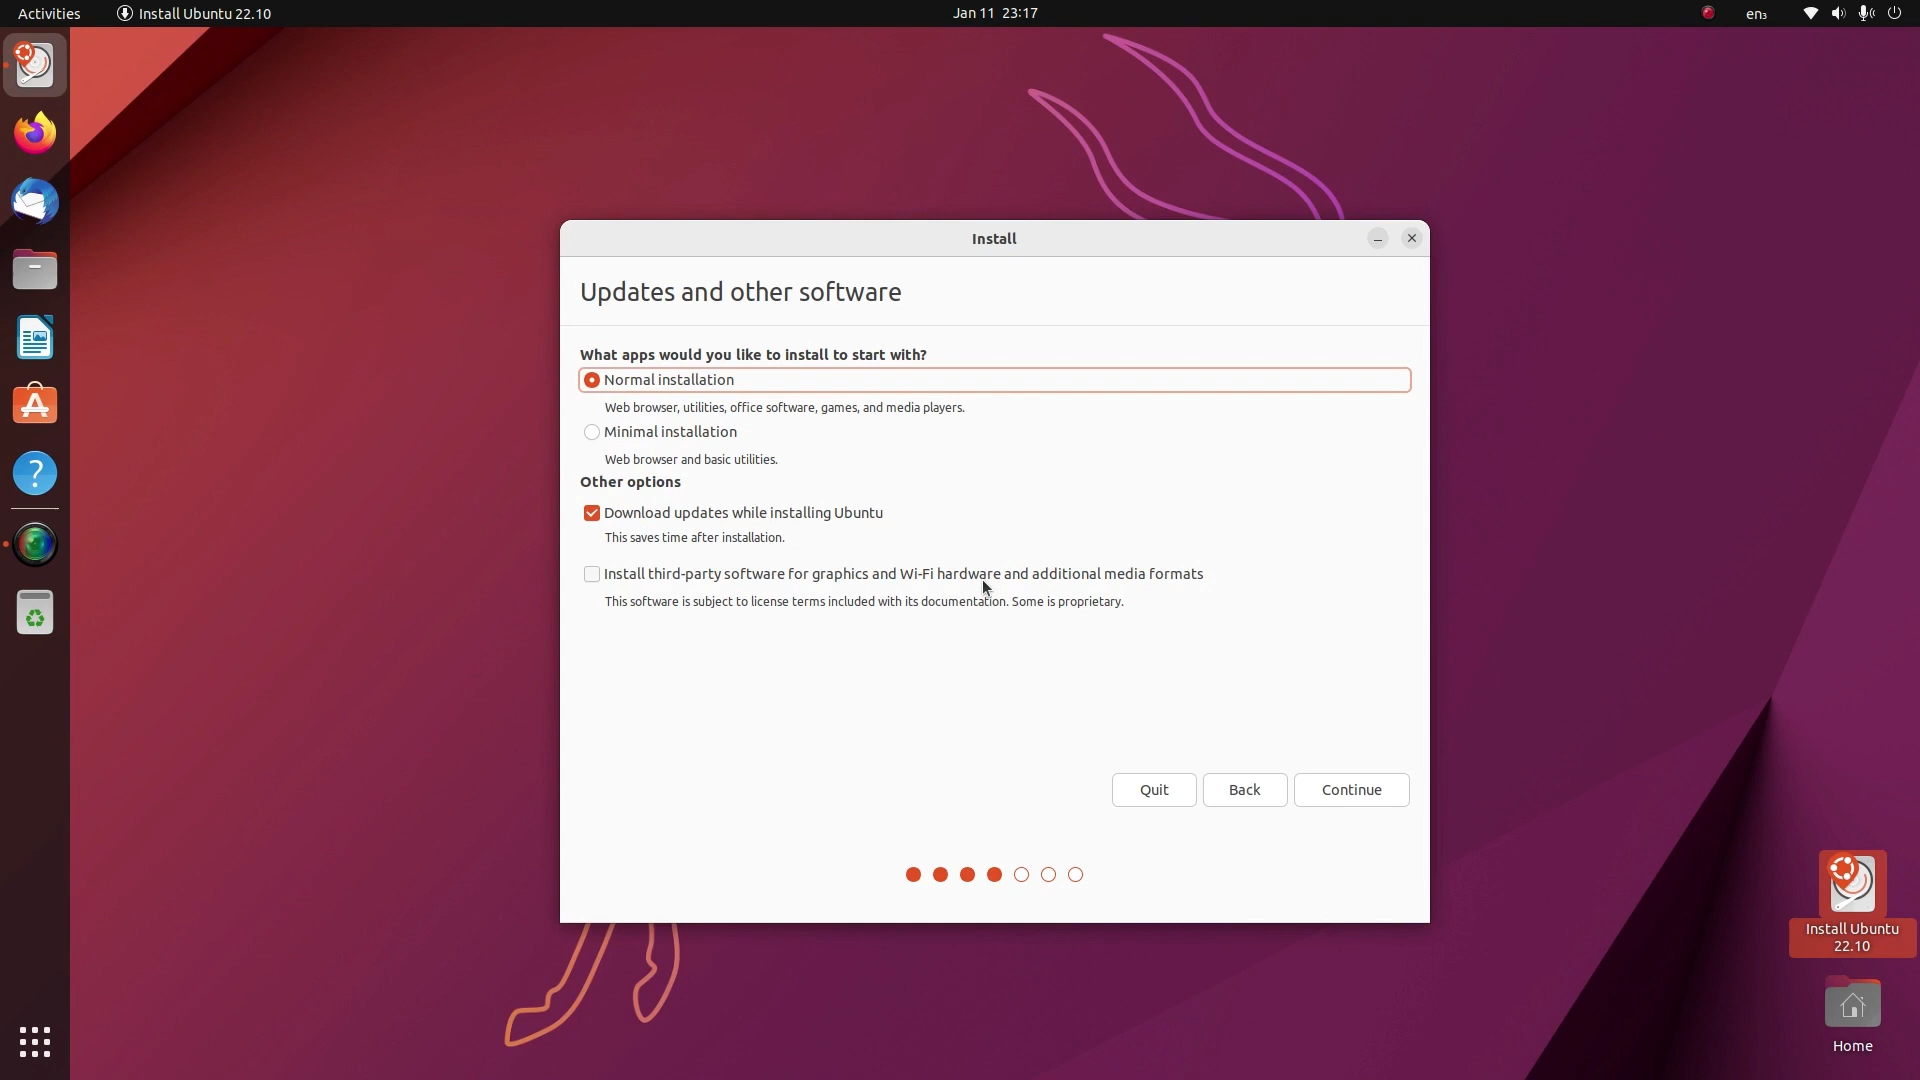 Activities
Install Ubuntu 22.10
Jan 11 23:17
en₃
Install
Updates and other software
What apps would you like to install to start with?
Normal installation
Web browser, utilities, office software, games, and media players.
Minimal installation
Web browser and basic utilities.
Other options
Download updates while installing Ubuntu
This saves time after installation.
Install third-party software for graphics and Wi-Fi hardware and additional media formats
This software is subject to license terms included with its documentation. Some is proprietary.
Quit
Back
Continue
Install Ubuntu
22.10
Home